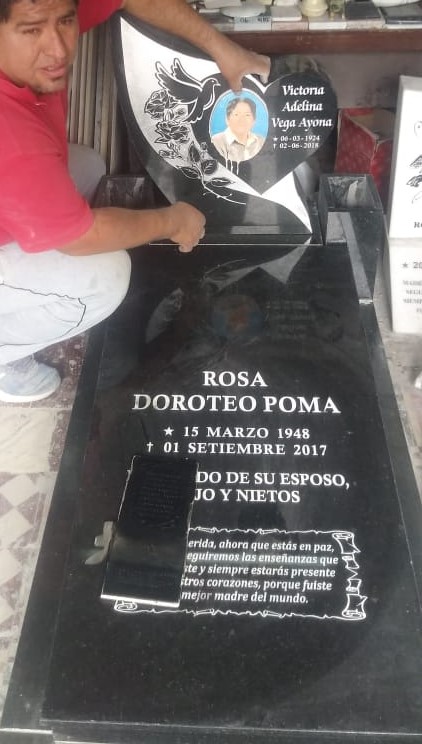 Victoria
Adelina
Vega Ayona
★ 06-03-1924
† 02-06-2018
ROSA
DOROTEO POMA
★ 15 MARZO 1948
† 01 SETIEMBRE 2017
DO DE SU ESPOSO,
JO Y NIETOS
erida, ahora que estás en paz,
eguiremos las enseñanzas que
ste y siempre estarás presente
stros corazones, porque fuiste
mejor madre del mundo.
★ 20